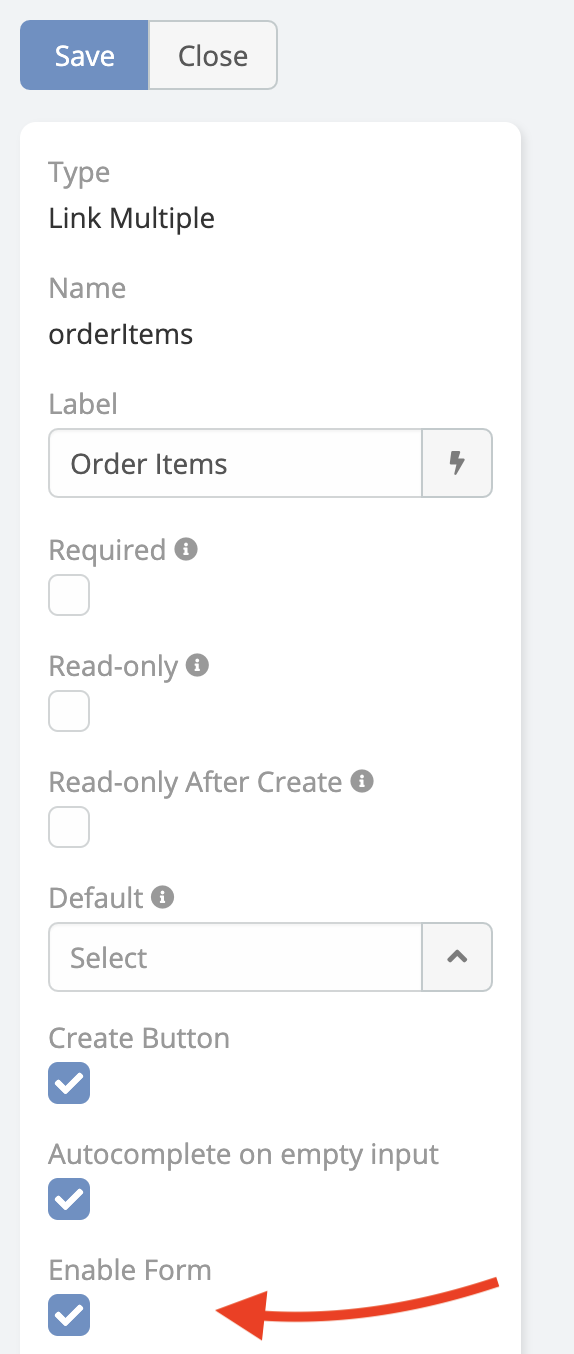 Save Close
Type
Link Multiple
Name
orderItems
Label
Order Items
Required
Read-only
Read-only After Create
Default
Select
Create Button
Autocomplete on empty input
Enable Form